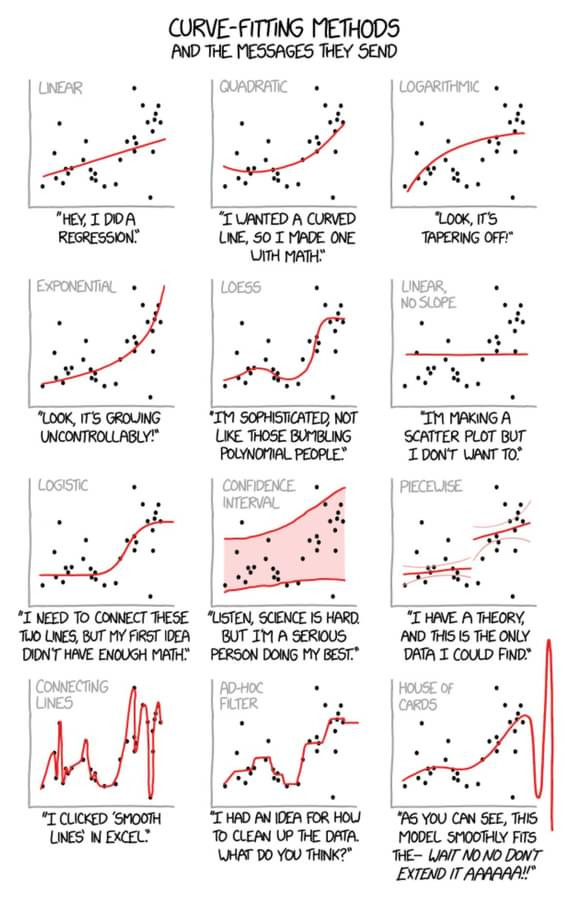 CURVE-FITTING METHODS
AND THE MESSAGES THEY SEND
LINEAR
"HEY, I DID A
REGRESSION."
QUADRATIC
"I WANTED A CURVED
LINE, SO I MADE ONE
WITH MATH."
LOGARITHMIC
"LOOK, IT'S
TAPERING OFF!"
EXPONENTIAL
"LOOK, IT'S GROWING
UNCONTROLLABLY!"
LOESS
"I'M SOPHISTICATED, NOT
LIKE THOSE BUMBLING
POLYNOMIAL PEOPLE."
LINEAR,
NO SLOPE
"I'M MAKING A
SCATTER PLOT BUT
I DON'T WANT TO."
LOGISTIC
"I NEED TO CONNECT THESE
TWO LINES, BUT MY FIRST IDEA
DIDN'T HAVE ENOUGH MATH."
CONFIDENCE
INTERVAL
"LISTEN, SCIENCE IS HARD.
BUT I'M A SERIOUS
PERSON DOING MY BEST."
PIECEWISE
"I HAVE A THEORY,
AND THIS IS THE ONLY
DATA I COULD FIND."
CONNECTING
LINES
"I CLICKED 'SMOOTH
LINES' IN EXCEL."
AD-HOC
FILTER
"I HAD AN IDEA FOR HOW
TO CLEAN UP THE DATA.
WHAT DO YOU THINK?"
HOUSE OF
CARDS
"AS YOU CAN SEE, THIS
MODEL SMOOTHLY FITS
THE— WAIT NO NO DON'T
EXTEND IT AAAAAA!!"